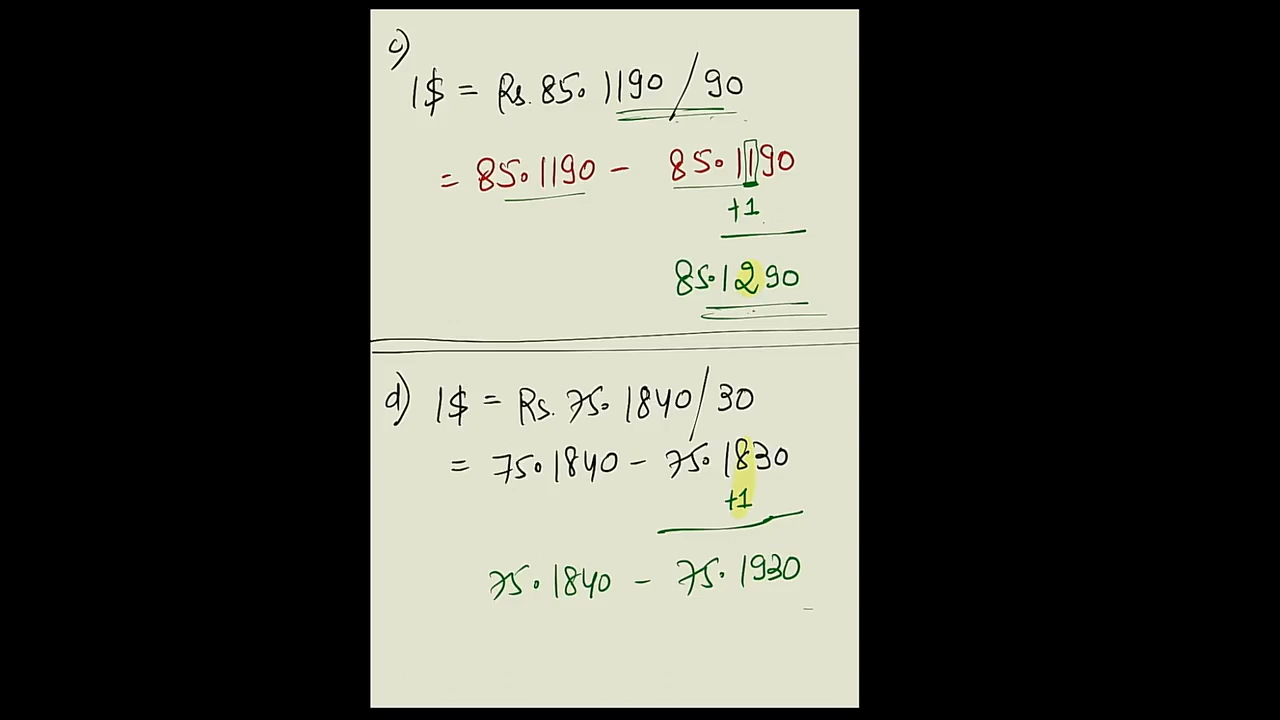 c)
1$ = Rs. 85.1190/90
= 85.1190 - 85.1190
+1
85.1290
d) 1$ = Rs. 75.1840/30
= 75.1840 - 75.1830
+1
75.1840 - 75.1930